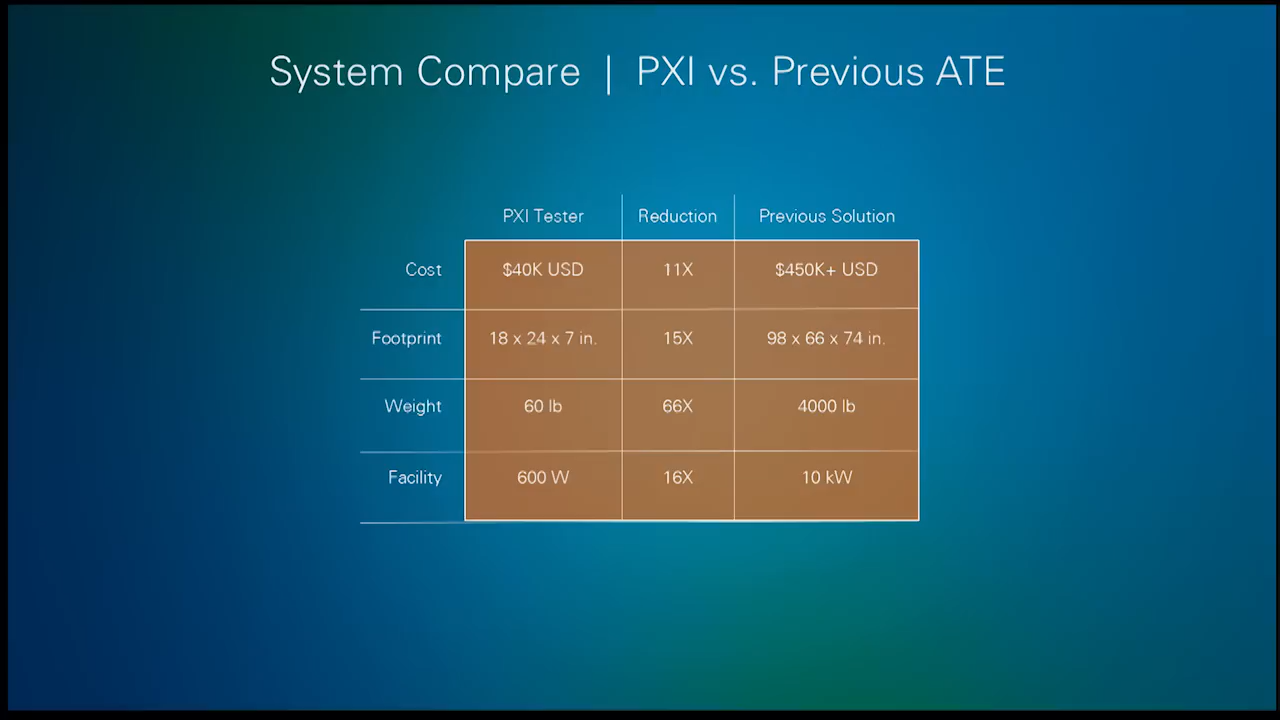 System Compare | PXI vs. Previous ATE
PXI Tester Reduction Previous Solution
Cost $40K USD 11X $450K+ USD
Footprint 18 x 24 x 7 in. 15X 98 x 66 x 74 in.
Weight 60 lb 66X 4000 lb
Facility 600 W 16X 10 kW